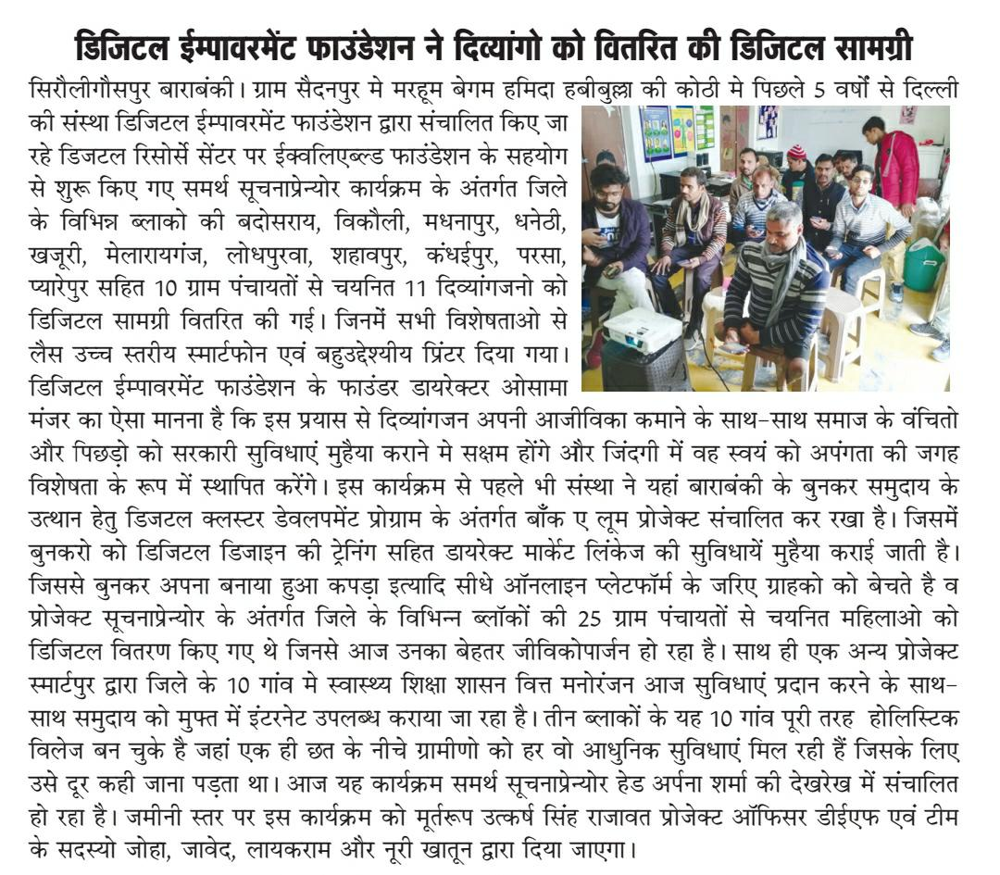 डिजिटल ईम्पावरमेंट फाउंडेशन ने दिव्यांगो को वितरित की डिजिटल सामग्री
सिरौलीगौसपुर बाराबंकी। ग्राम सैदनपुर मे मरहूम बेगम हमिदा हबीबुल्ला की कोठी मे पिछले 5 वर्षों से दिल्ली
की संस्था डिजिटल ईम्पावरमेंट फाउंडेशन द्वारा संचालित किए जा
रहे डिजटल रिसोर्से सेंटर पर ईक्वलिएब्ल्ड फाउंडेशन के सहयोग
से शुरू किए गए समर्थ सूचनाप्रेन्योर कार्यक्रम के अंतर्गत जिले
के विभिन्न ब्लाको की बदोसराय, विकौली, मधनापुर, धनेठी,
खजूरी, मेलारायगंज, लोधपुरवा, शहावपुर, कंधईपुर, परसा,
प्यारेपुर सहित 10 ग्राम पंचायतों से चयनित 11 दिव्यांगजनो को
डिजिटल सामग्री वितरित की गई। जिनमें सभी विशेषताओ से
लैस उच्च स्तरीय स्मार्टफोन एवं बहुउद्देश्यीय प्रिंटर दिया गया।
डिजिटल ईम्पावरमेंट फाउंडेशन के फाउंडर डायरेक्टर ओसामा
मंजर का ऐसा मानना है कि इस प्रयास से दिव्यांगजन अपनी आजीविका कमाने के साथ-साथ समाज के वंचितो
और पिछड़ो को सरकारी सुविधाएं मुहैया कराने मे सक्षम होंगे और जिंदगी में वह स्वयं को अपंगता की जगह
विशेषता के रूप में स्थापित करेंगे। इस कार्यक्रम से पहले भी संस्था ने यहां बाराबंकी के बुनकर समुदाय के
उत्थान हेतु डिजटल क्लस्टर डेवलपमेंट प्रोग्राम के अंतर्गत बाँक ए लूम प्रोजेक्ट संचालित कर रखा है। जिसमें
बुनकरो को डिजिटल डिजाइन की ट्रेनिंग सहित डायरेक्ट मार्केट लिंकेज की सुविधायें मुहैया कराई जाती है।
जिससे बुनकर अपना बनाया हुआ कपड़ा इत्यादि सीधे ऑनलाइन प्लेटफॉर्म के जरिए ग्राहको को बेचते है व
प्रोजेक्ट सूचनाप्रेन्योर के अंतर्गत जिले के विभिन्न ब्लॉकों की 25 ग्राम पंचायतों से चयनित महिलाओ को
डिजिटल वितरण किए गए थे जिनसे आज उनका बेहतर जीविकोपार्जन हो रहा है। साथ ही एक अन्य प्रोजेक्ट
स्मार्टपुर द्वारा जिले के 10 गांव मे स्वास्थ्य शिक्षा शासन वित्त मनोरंजन आज सुविधाएं प्रदान करने के साथ-
साथ समुदाय को मुफ्त में इंटरनेट उपलब्ध कराया जा रहा है। तीन ब्लाकों के यह 10 गांव पूरी तरह होलिस्टिक
विलेज बन चुके है जहां एक ही छत के नीचे ग्रामीणो को हर वो आधुनिक सुविधाएं मिल रही हैं जिसके लिए
उसे दूर कही जाना पड़ता था। आज यह कार्यक्रम समर्थ सूचनाप्रेन्योर हेड अर्पना शर्मा की देखरेख में संचालित
हो रहा है। जमीनी स्तर पर इस कार्यक्रम को मूर्तरूप उत्कर्ष सिंह राजावत प्रोजेक्ट ऑफिसर डीईएफ एवं टीम
के सदस्यो जोहा, जावेद, लायकराम और नूरी खातून द्वारा दिया जाएगा।